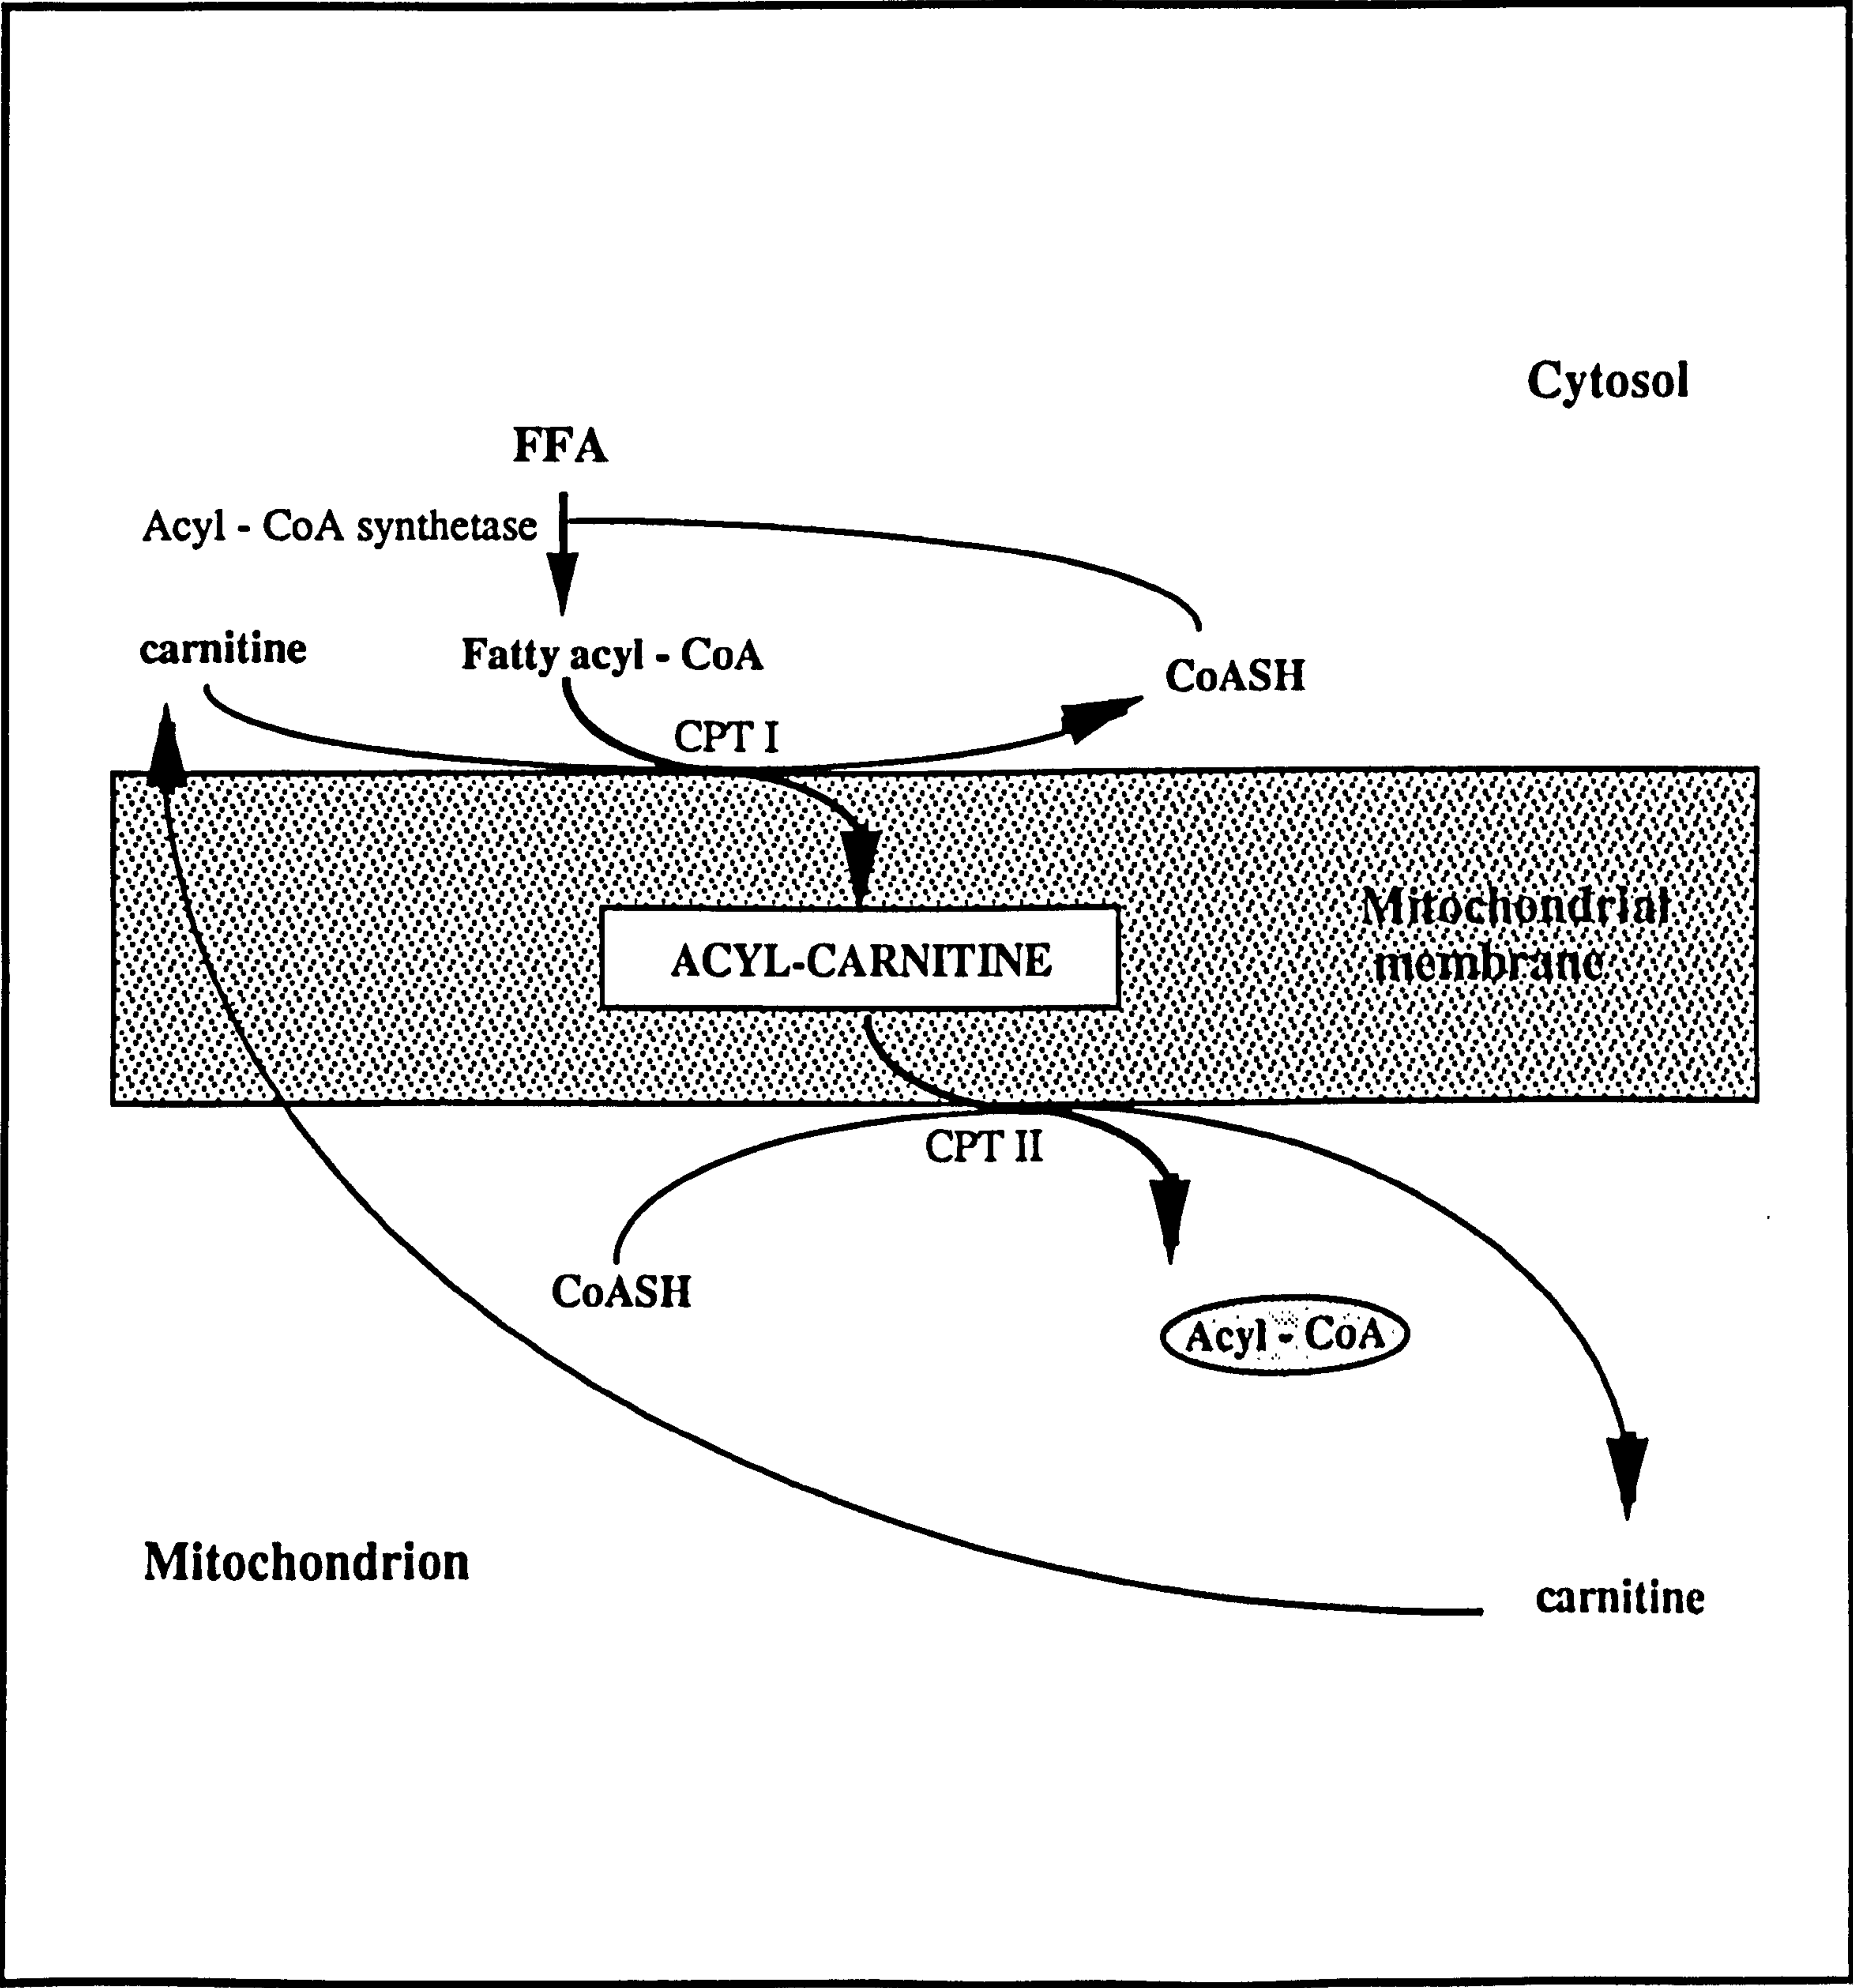 Cytosol
FFA
Acyl - CoA synthetase
carnitine
Fatty acyl - CoA
CoASH
CPT I
Mitochondrial
membrane
ACYL-CARNITINE
CPT II
CoASH
Acyl - CoA
Mitochondrion
carnitine